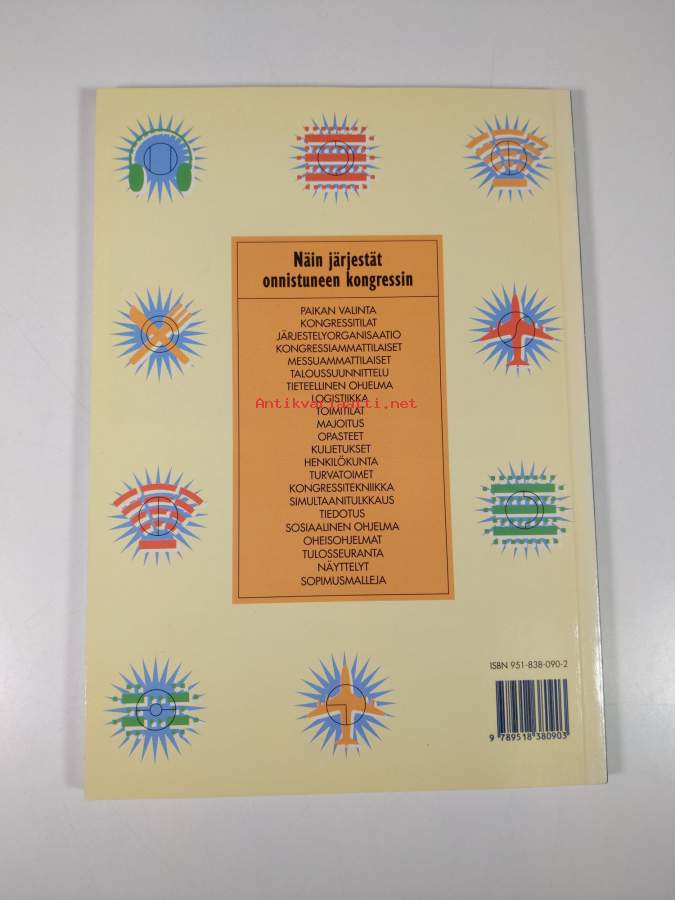 Näin järjestät
onnistuneen kongressin
PAIKAN VALINTA
KONGRESSITILAT
JÄRJESTELYORGANISAATIO
KONGRESSIAMMATTILAISET
MESSUAMMATTILAISET
TALOUSSUUNNITTELU
TIETEELLINEN OHJELMA
LOGISTIIKKA
Antikvariaatti.net
TOIMITILAT
MAJOITUS
OPASTEET
KULJETUKSET
HENKILÖKUNTA
TURVATOIMET
KONGRESSITEKNIIKKA
SIMULTAANITULKKAUS
TIEDOTUS
SOSIAALINEN OHJELMA
OHEISOHJELMAT
TULOSSEURANTA
NÄYTTELYT
SOPIMUSMALLEJA
ISBN 951-838-090-2
9 789518 380903